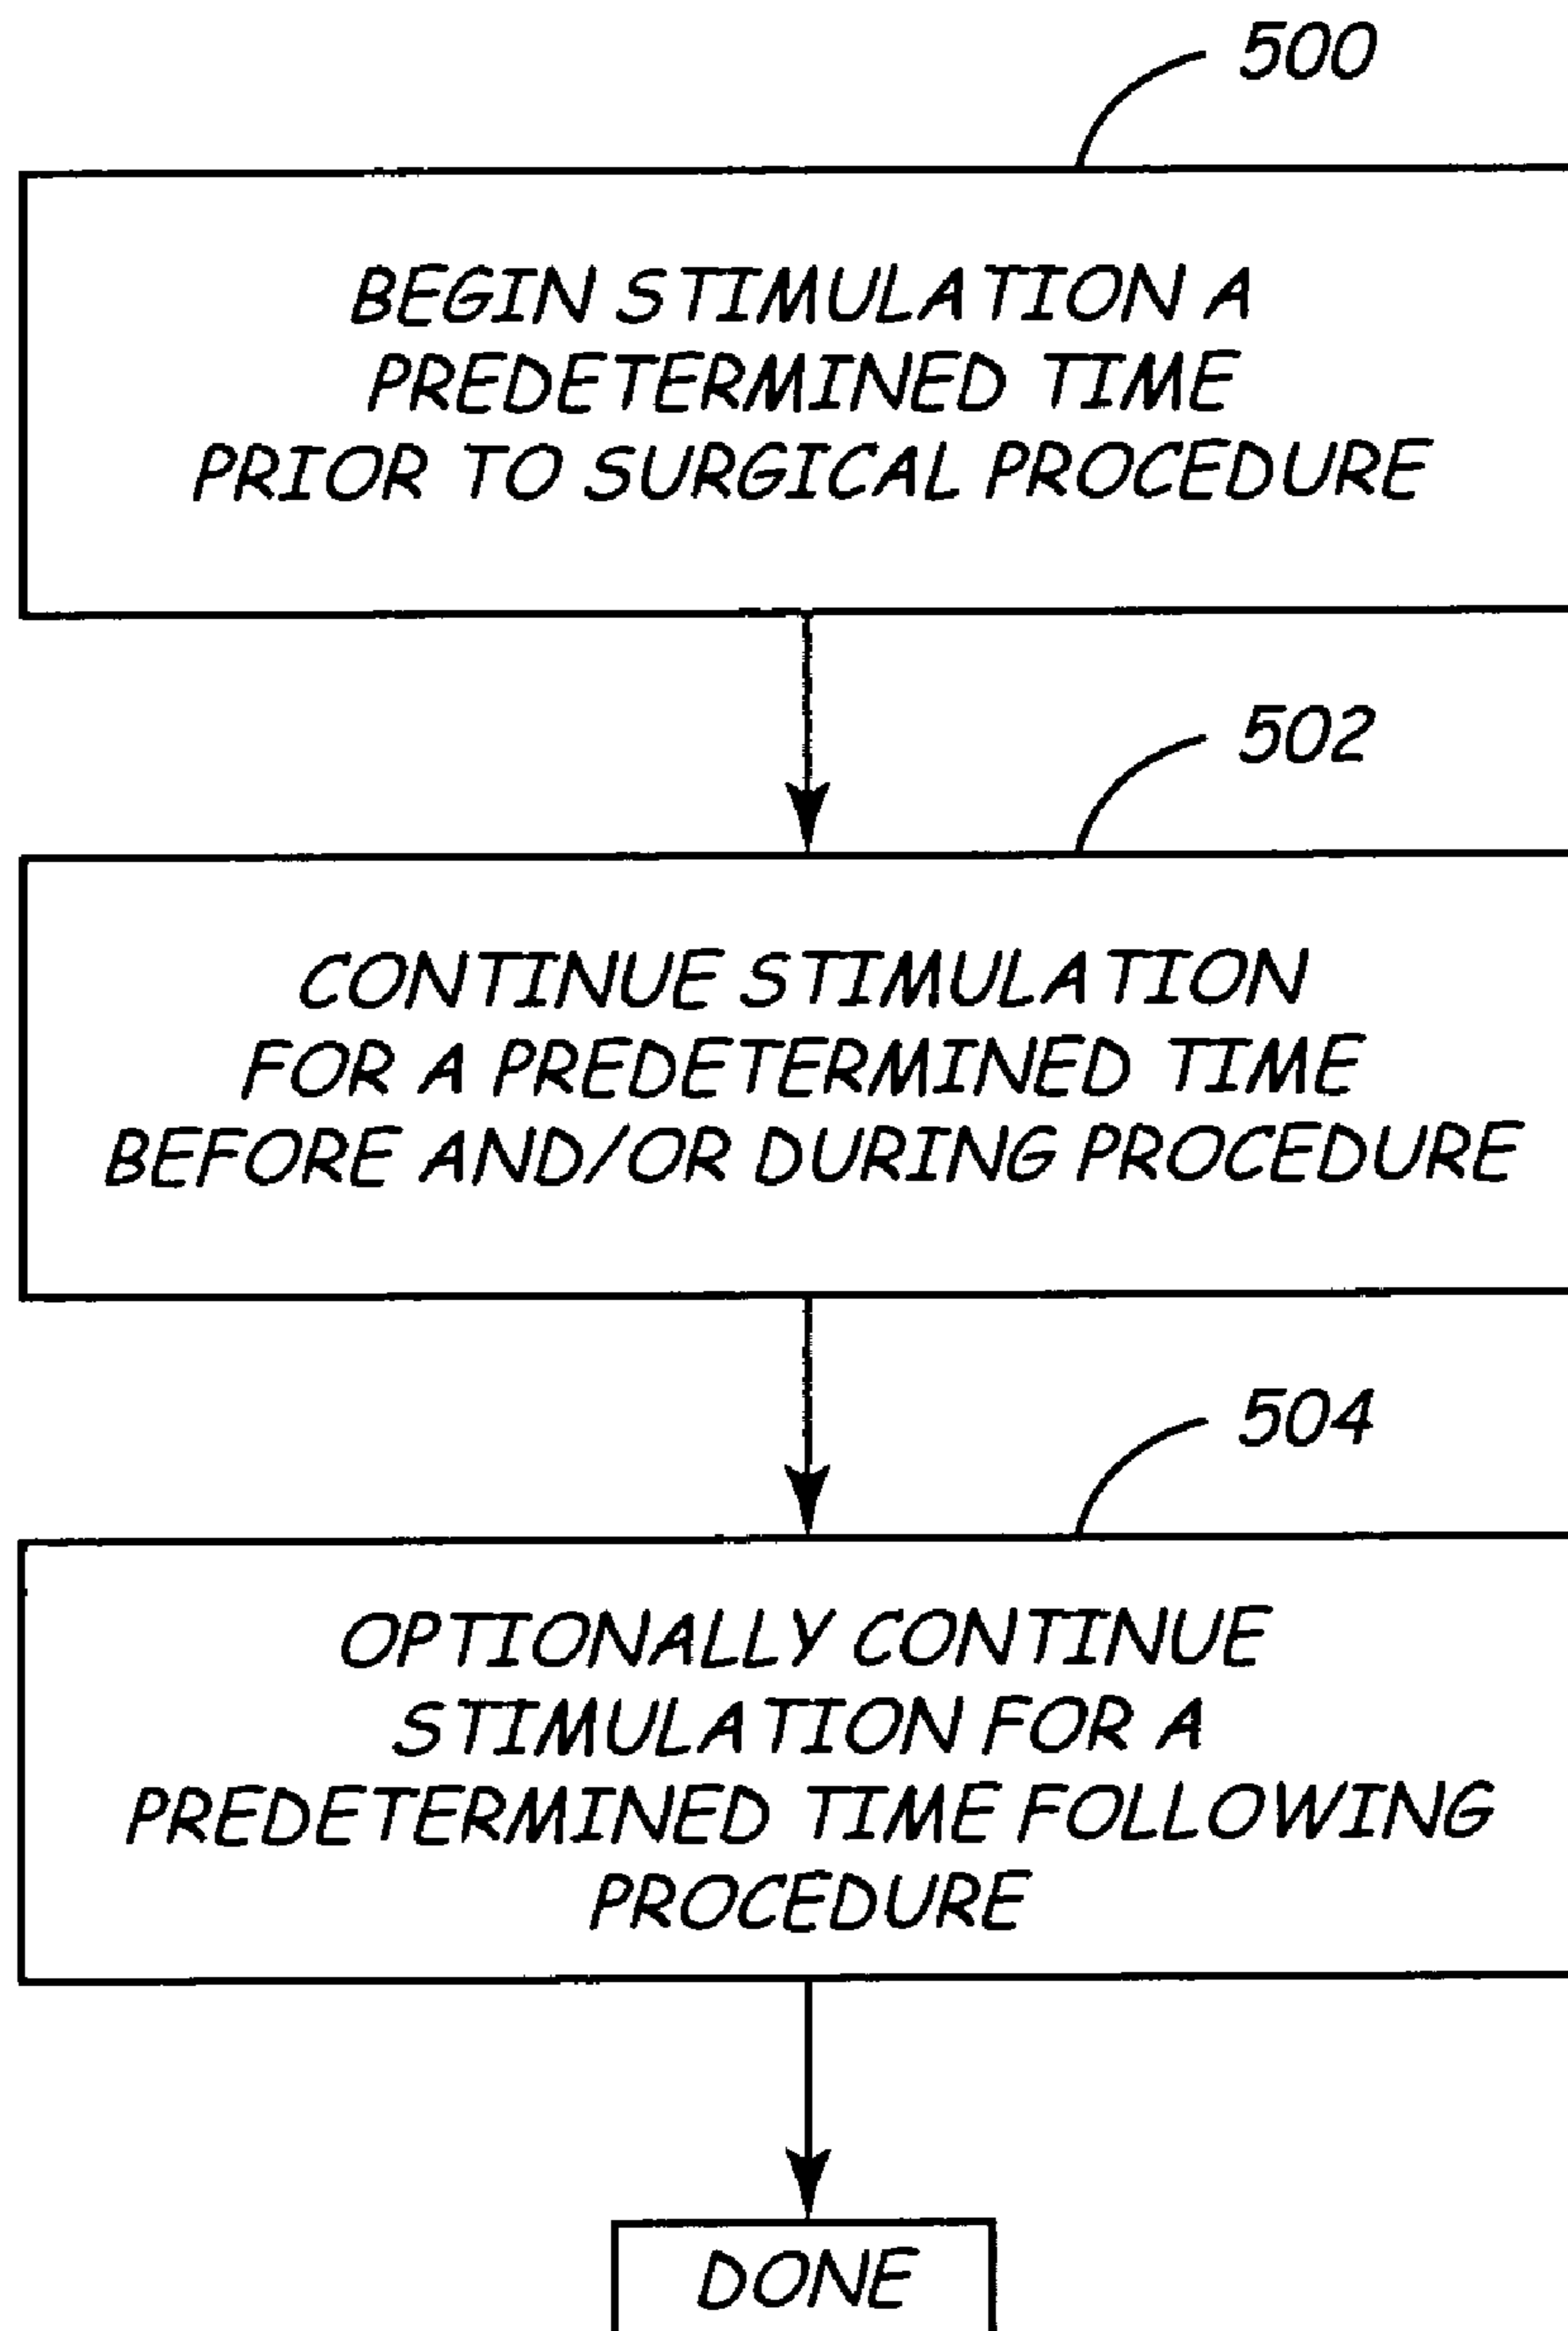 500
BEGIN STIMULATION A
PREDETERMINED TIME
PRIOR TO SURGICAL PROCEDURE
502
CONTINUE STIMULATION
FOR A PREDETERMINED TIME
BEFORE AND/OR DURING PROCEDURE
504
OPTIONALLY CONTINUE
STIMULATION FOR A
PREDETERMINED TIME FOLLOWING
PROCEDURE
DONE